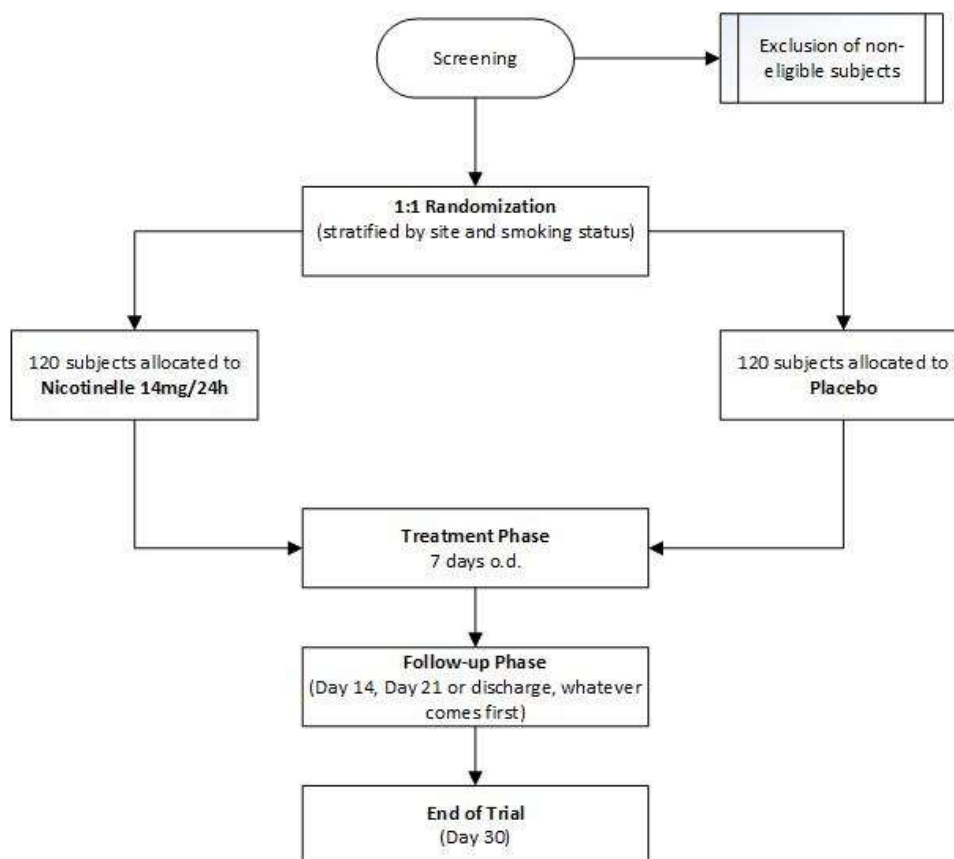 Screening
Exclusion of non-
eligible subjects
1:1 Randomization
(stratified by site and smoking status)
120 subjects allocated to
Nicotinelle 14mg/24h
120 subjects allocated to
Placebo
Treatment Phase
7 days o.d.
Follow-up Phase
(Day 14, Day 21 or discharge, whatever
comes first)
End of Trial
(Day 30)